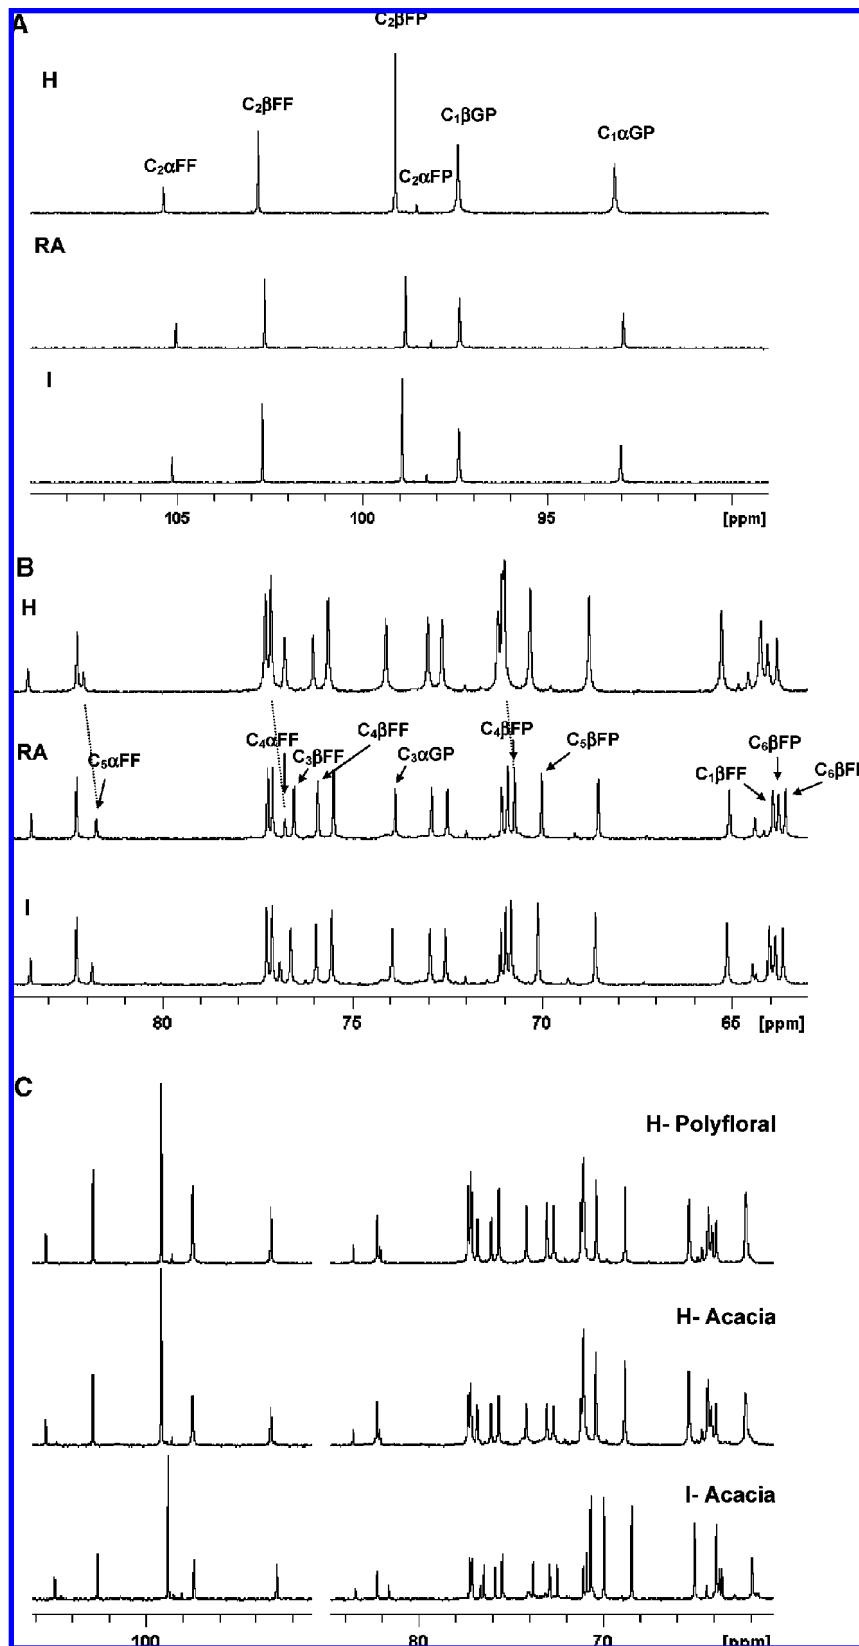 A
C₂βFP
H
C₂βFF
C₁βGP
C₁αGP
C₂αFF
C₂αFP
RA
I
105 100 95 [ppm]
B
H
RA
C₅αFF
C₄αFF
C₃βFF
C₄βFF
C₃αGP
C₄βFP
C₅βFP
C₁βFF
C₆βFP
C₆βF
I
80 75 70 65 [ppm]
C
H- Polyfloral
H- Acacia
I- Acacia
100 80 70 [ppm]